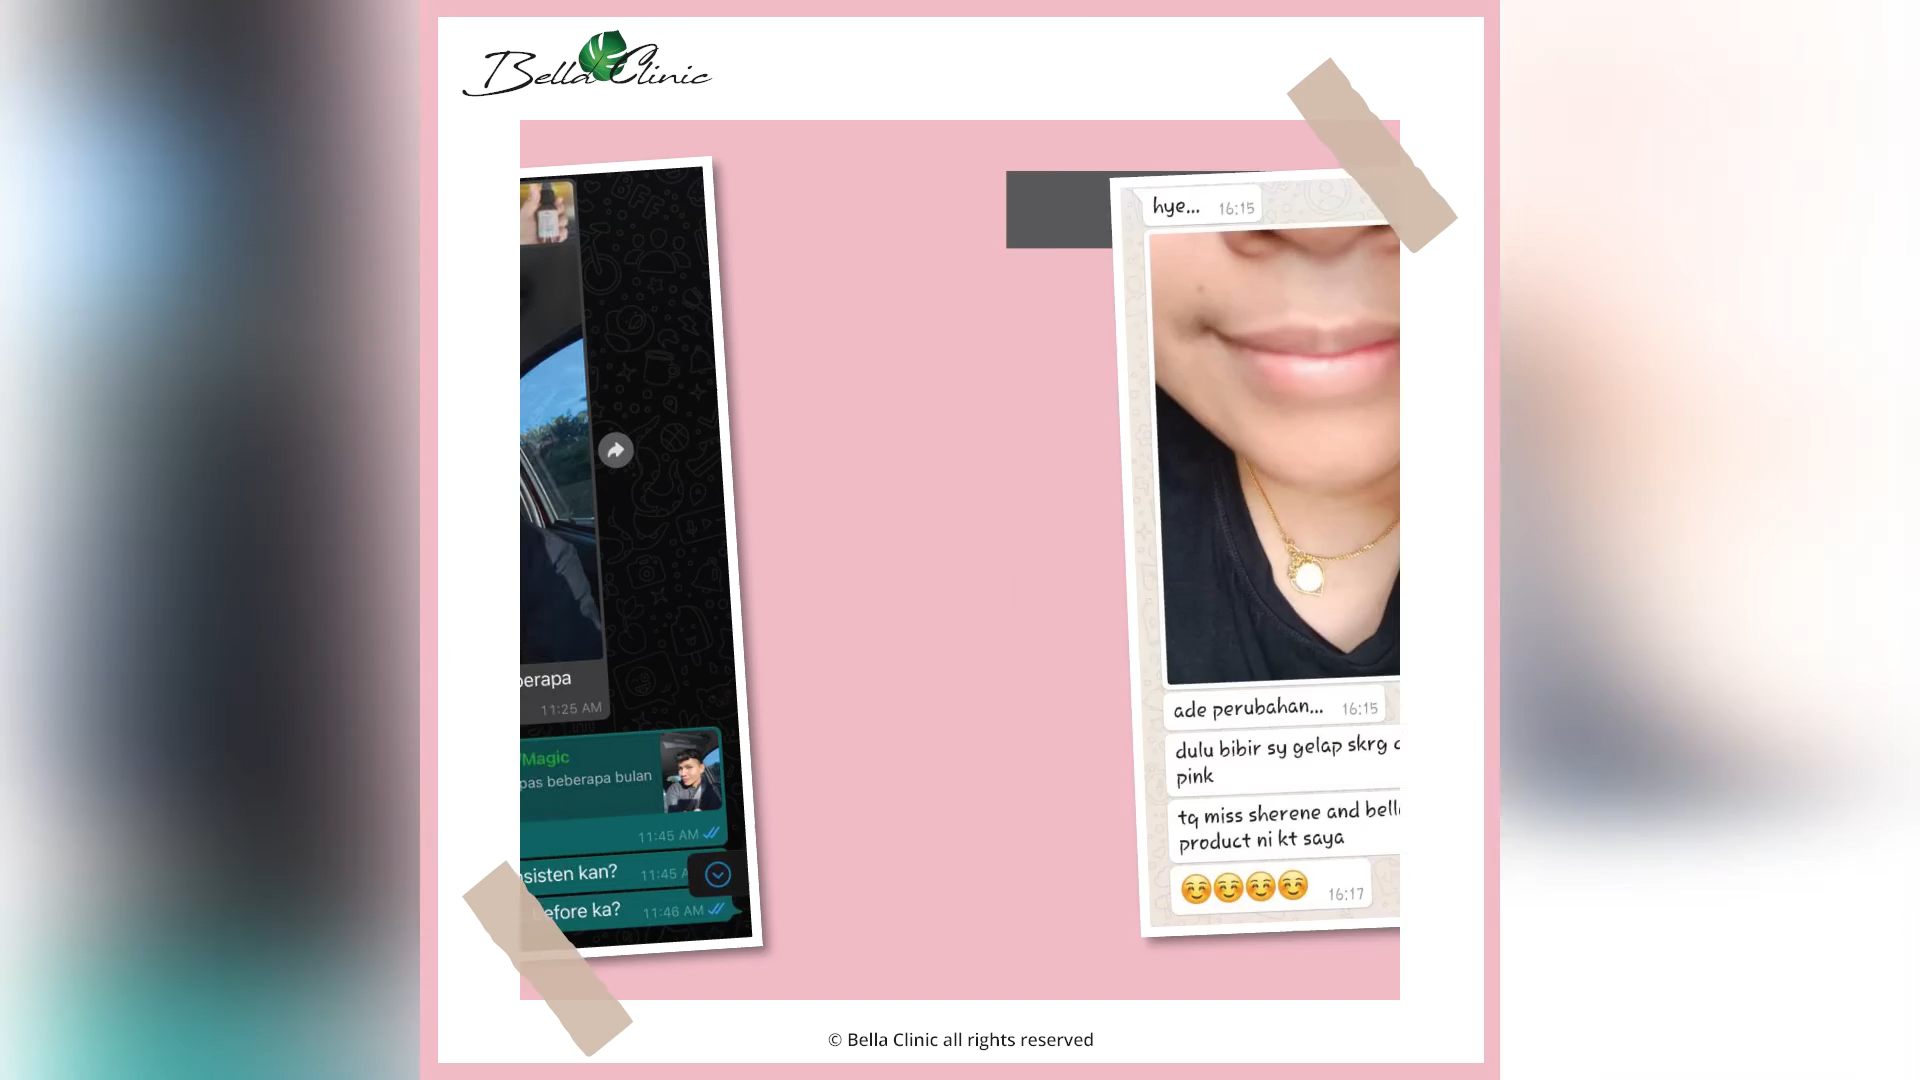 Bella Clinic
berapa
11:25 AM
Magic
pas beberapa bulan
11:45 AM
sisten kan?
11:45 A
efore ka?
11:46 AM
hye... 16:15
ade perubahan... 16:15
dulu bibir sy gelap skrg
pink
tq miss sherene and bell
product ni kt saya
16:17
© Bella Clinic all rights reserved